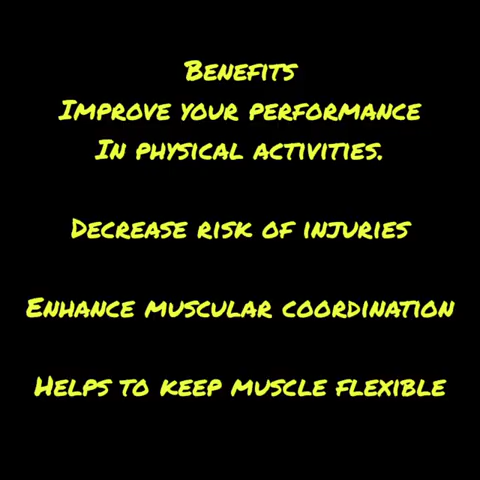 Benefits
Improve your performance
In physical activities.
Decrease risk of injuries
Enhance muscular coordination
Helps to keep muscle flexible